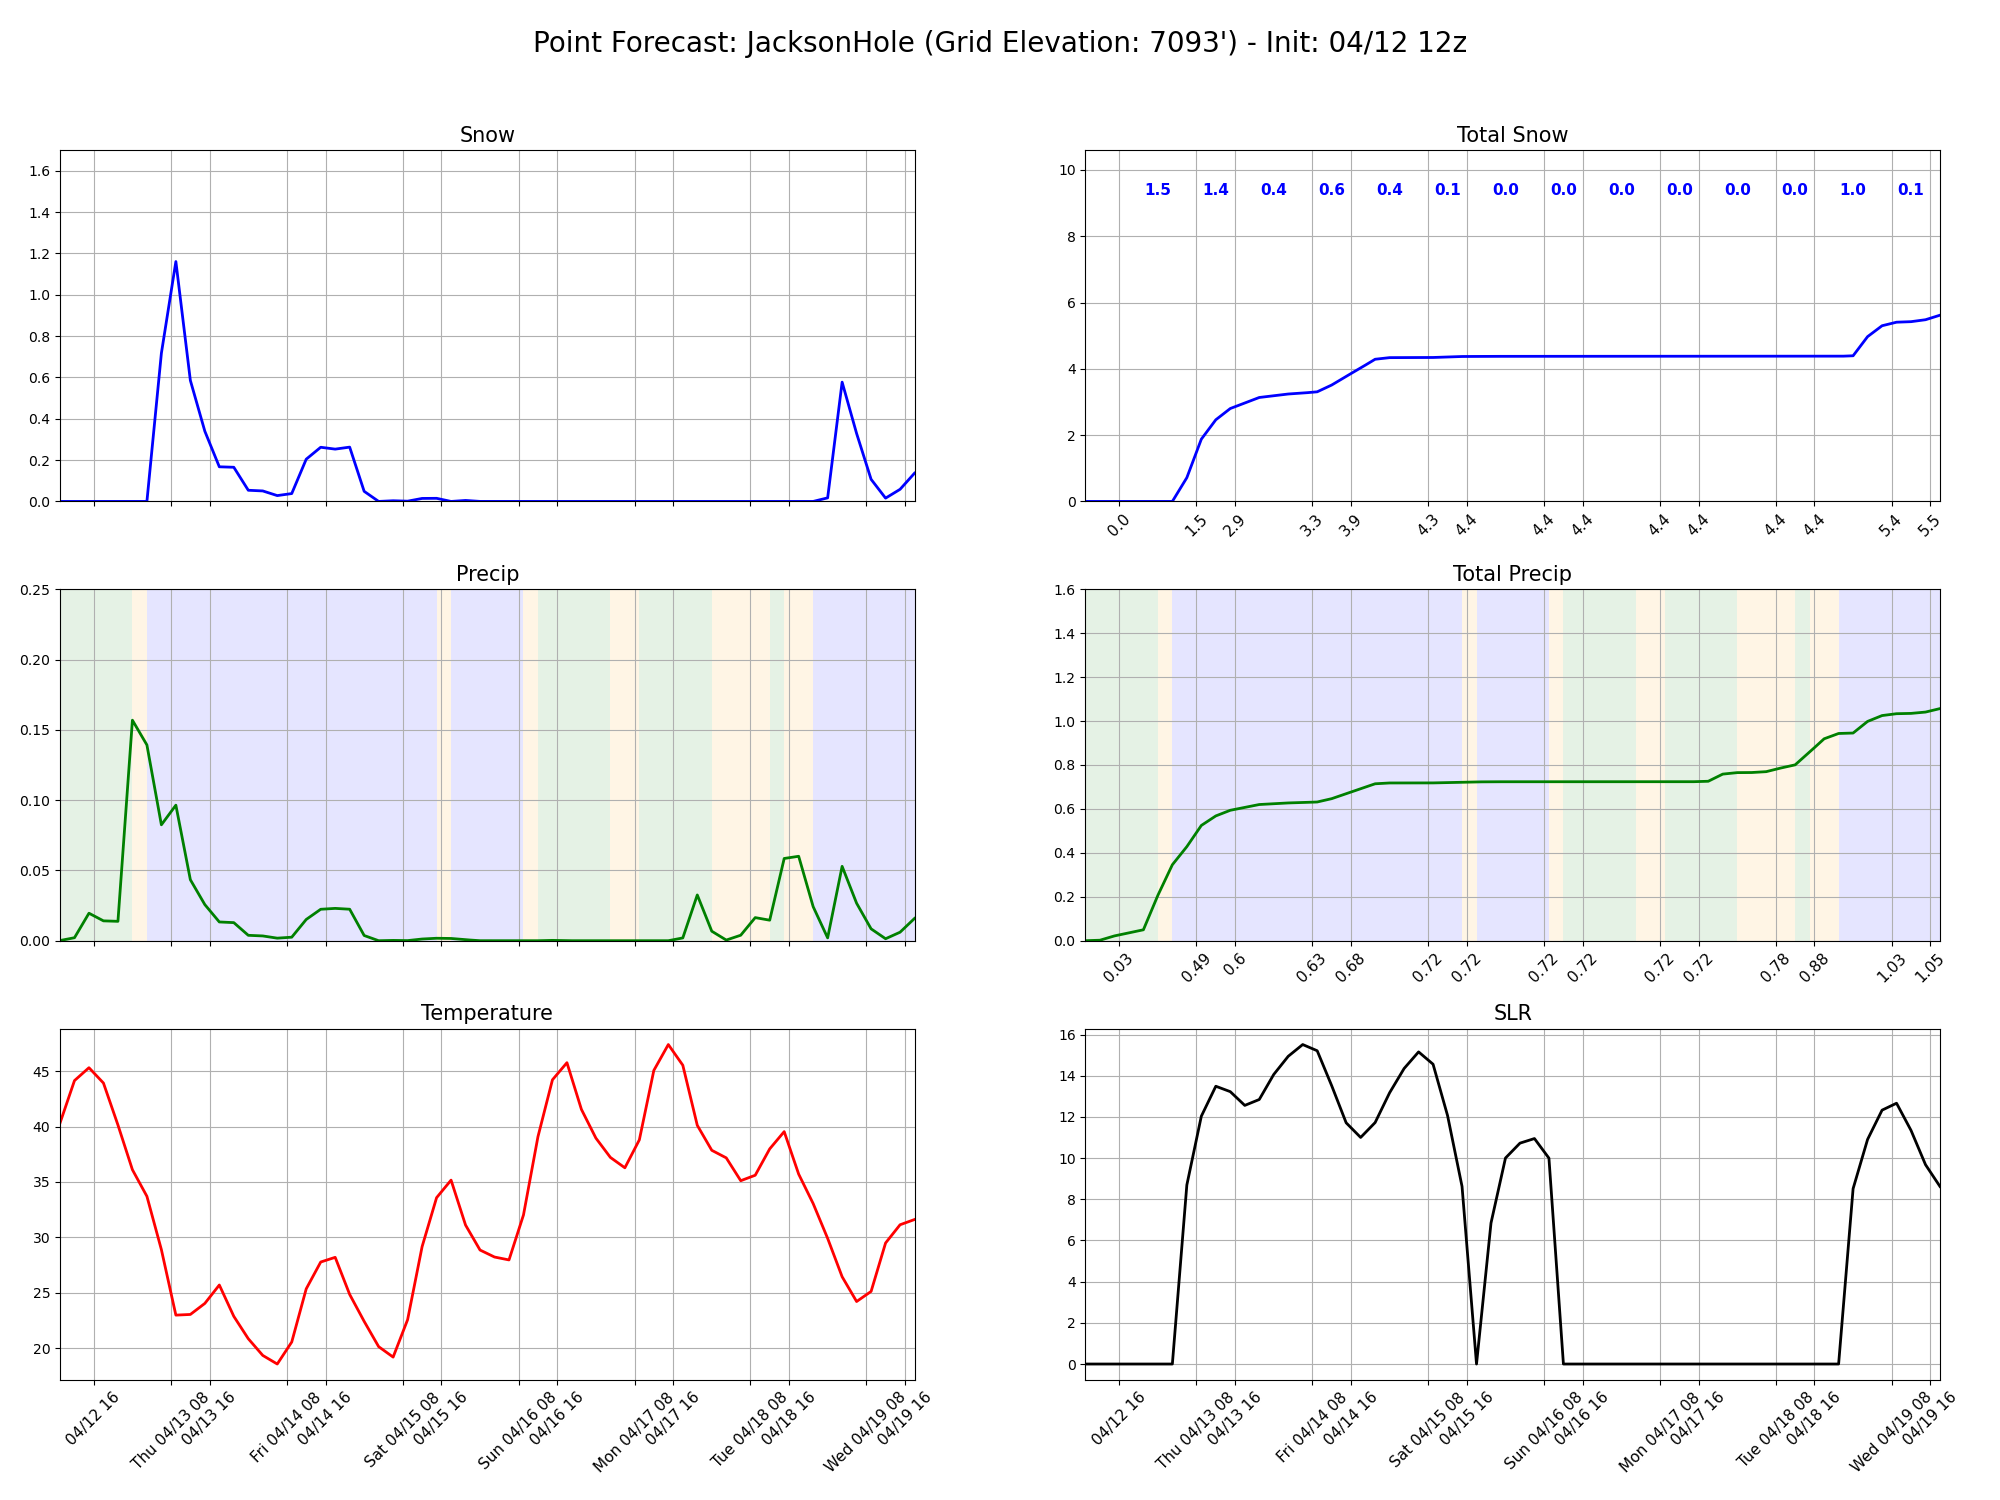 Point Forecast: JacksonHole (Grid Elevation: 7093') - Init: 04/12 12z
Snow
1.6
1.4
1.2
1.0
0.8
0.6
0.4
0.2
0.0
Total Snow
10
8
6
4
2
0
1.5 1.4 0.4 0.6 0.4 0.1 0.0 0.0 0.0 0.0 0.0 0.0 1.0 0.1
0.0 1.5 2.9 3.3 3.9 4.3 4.4 4.4 4.4 4.4 4.4 4.4 4.4 5.4 5.5
Precip
0.25
0.20
0.15
0.10
0.05
0.00
Total Precip
1.6
1.4
1.2
1.0
0.8
0.6
0.4
0.2
0.0
0.03 0.49 0.6 0.63 0.68 0.72 0.72 0.72 0.72 0.72 0.72 0.78 0.88 1.03 1.05
Temperature
45
40
35
30
25
20
04/12 16
Thu 04/13 08
04/13 16
Fri 04/14 08
04/14 16
Sat 04/15 08
04/15 16
Sun 04/16 08
04/16 16
Mon 04/17 08
04/17 16
Tue 04/18 08
04/18 16
Wed 04/19 08
04/19 16
SLR
16
14
12
10
8
6
4
2
0
04/12 16
Thu 04/13 08
04/13 16
Fri 04/14 08
04/14 16
Sat 04/15 08
04/15 16
Sun 04/16 08
04/16 16
Mon 04/17 08
04/17 16
Tue 04/18 08
04/18 16
Wed 04/19 08
04/19 16